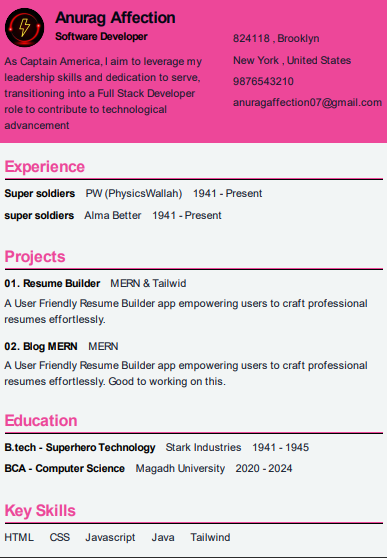 Anurag Affection
Software Developer
As Captain America, I aim to leverage my
leadership skills and dedication to serve,
transitioning into a Full Stack Developer
role to contribute to technological
advancement
824118 , Brooklyn
New York , United States
9876543210
anuragaffection07@gmail.com
Experience
Super soldiers PW (PhysicsWallah) 1941 - Present
super soldiers Alma Better 1941 - Present
Projects
01. Resume Builder MERN & Tailwid
A User Friendly Resume Builder app empowering users to craft professional
resumes effortlessly.
02. Blog MERN MERN
A User Friendly Resume Builder app empowering users to craft professional
resumes effortlessly. Good to working on this.
Education
B.tech - Superhero Technology Stark Industries 1941 - 1945
BCA - Computer Science Magadh University 2020 - 2024
Key Skills
HTML CSS Javascript Java Tailwind